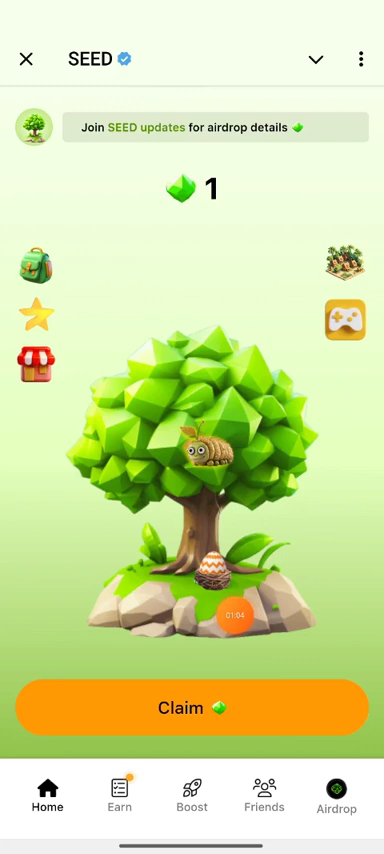 SEED
Join SEED updates for airdrop details
1
01:04
Claim
Home
Earn
Boost
Friends
Airdrop